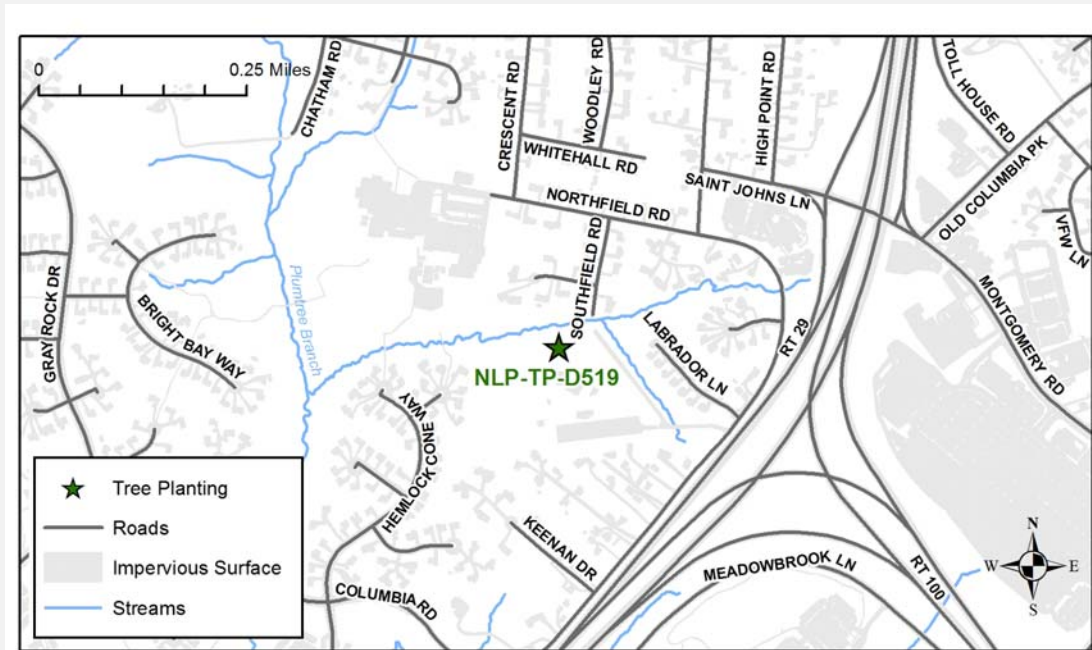 0
0.25 Miles
CHATHAM RD
CRESCENT RD
WOODLEY RD
HIGH POINT RD
TOLL HOUSE RD
OLD COLUMBIA PK
WHITEHALL RD
SAINT JOHNS LN
NORTHFIELD RD
VFW LN
SOUTHFIELD RD
MONTGOMERY RD
GRAY ROCK DR
BRIGHT BAY WAY
Plumtree Branch
LABRADOR LN
RT 29
NLP-TP-D519
HEMLOCK CONE WAY
KEENAN DR
MEADOWBROOK LN
RT 100
COLUMBIA RD
Tree Planting
Roads
Impervious Surface
Streams
N
W
E
S